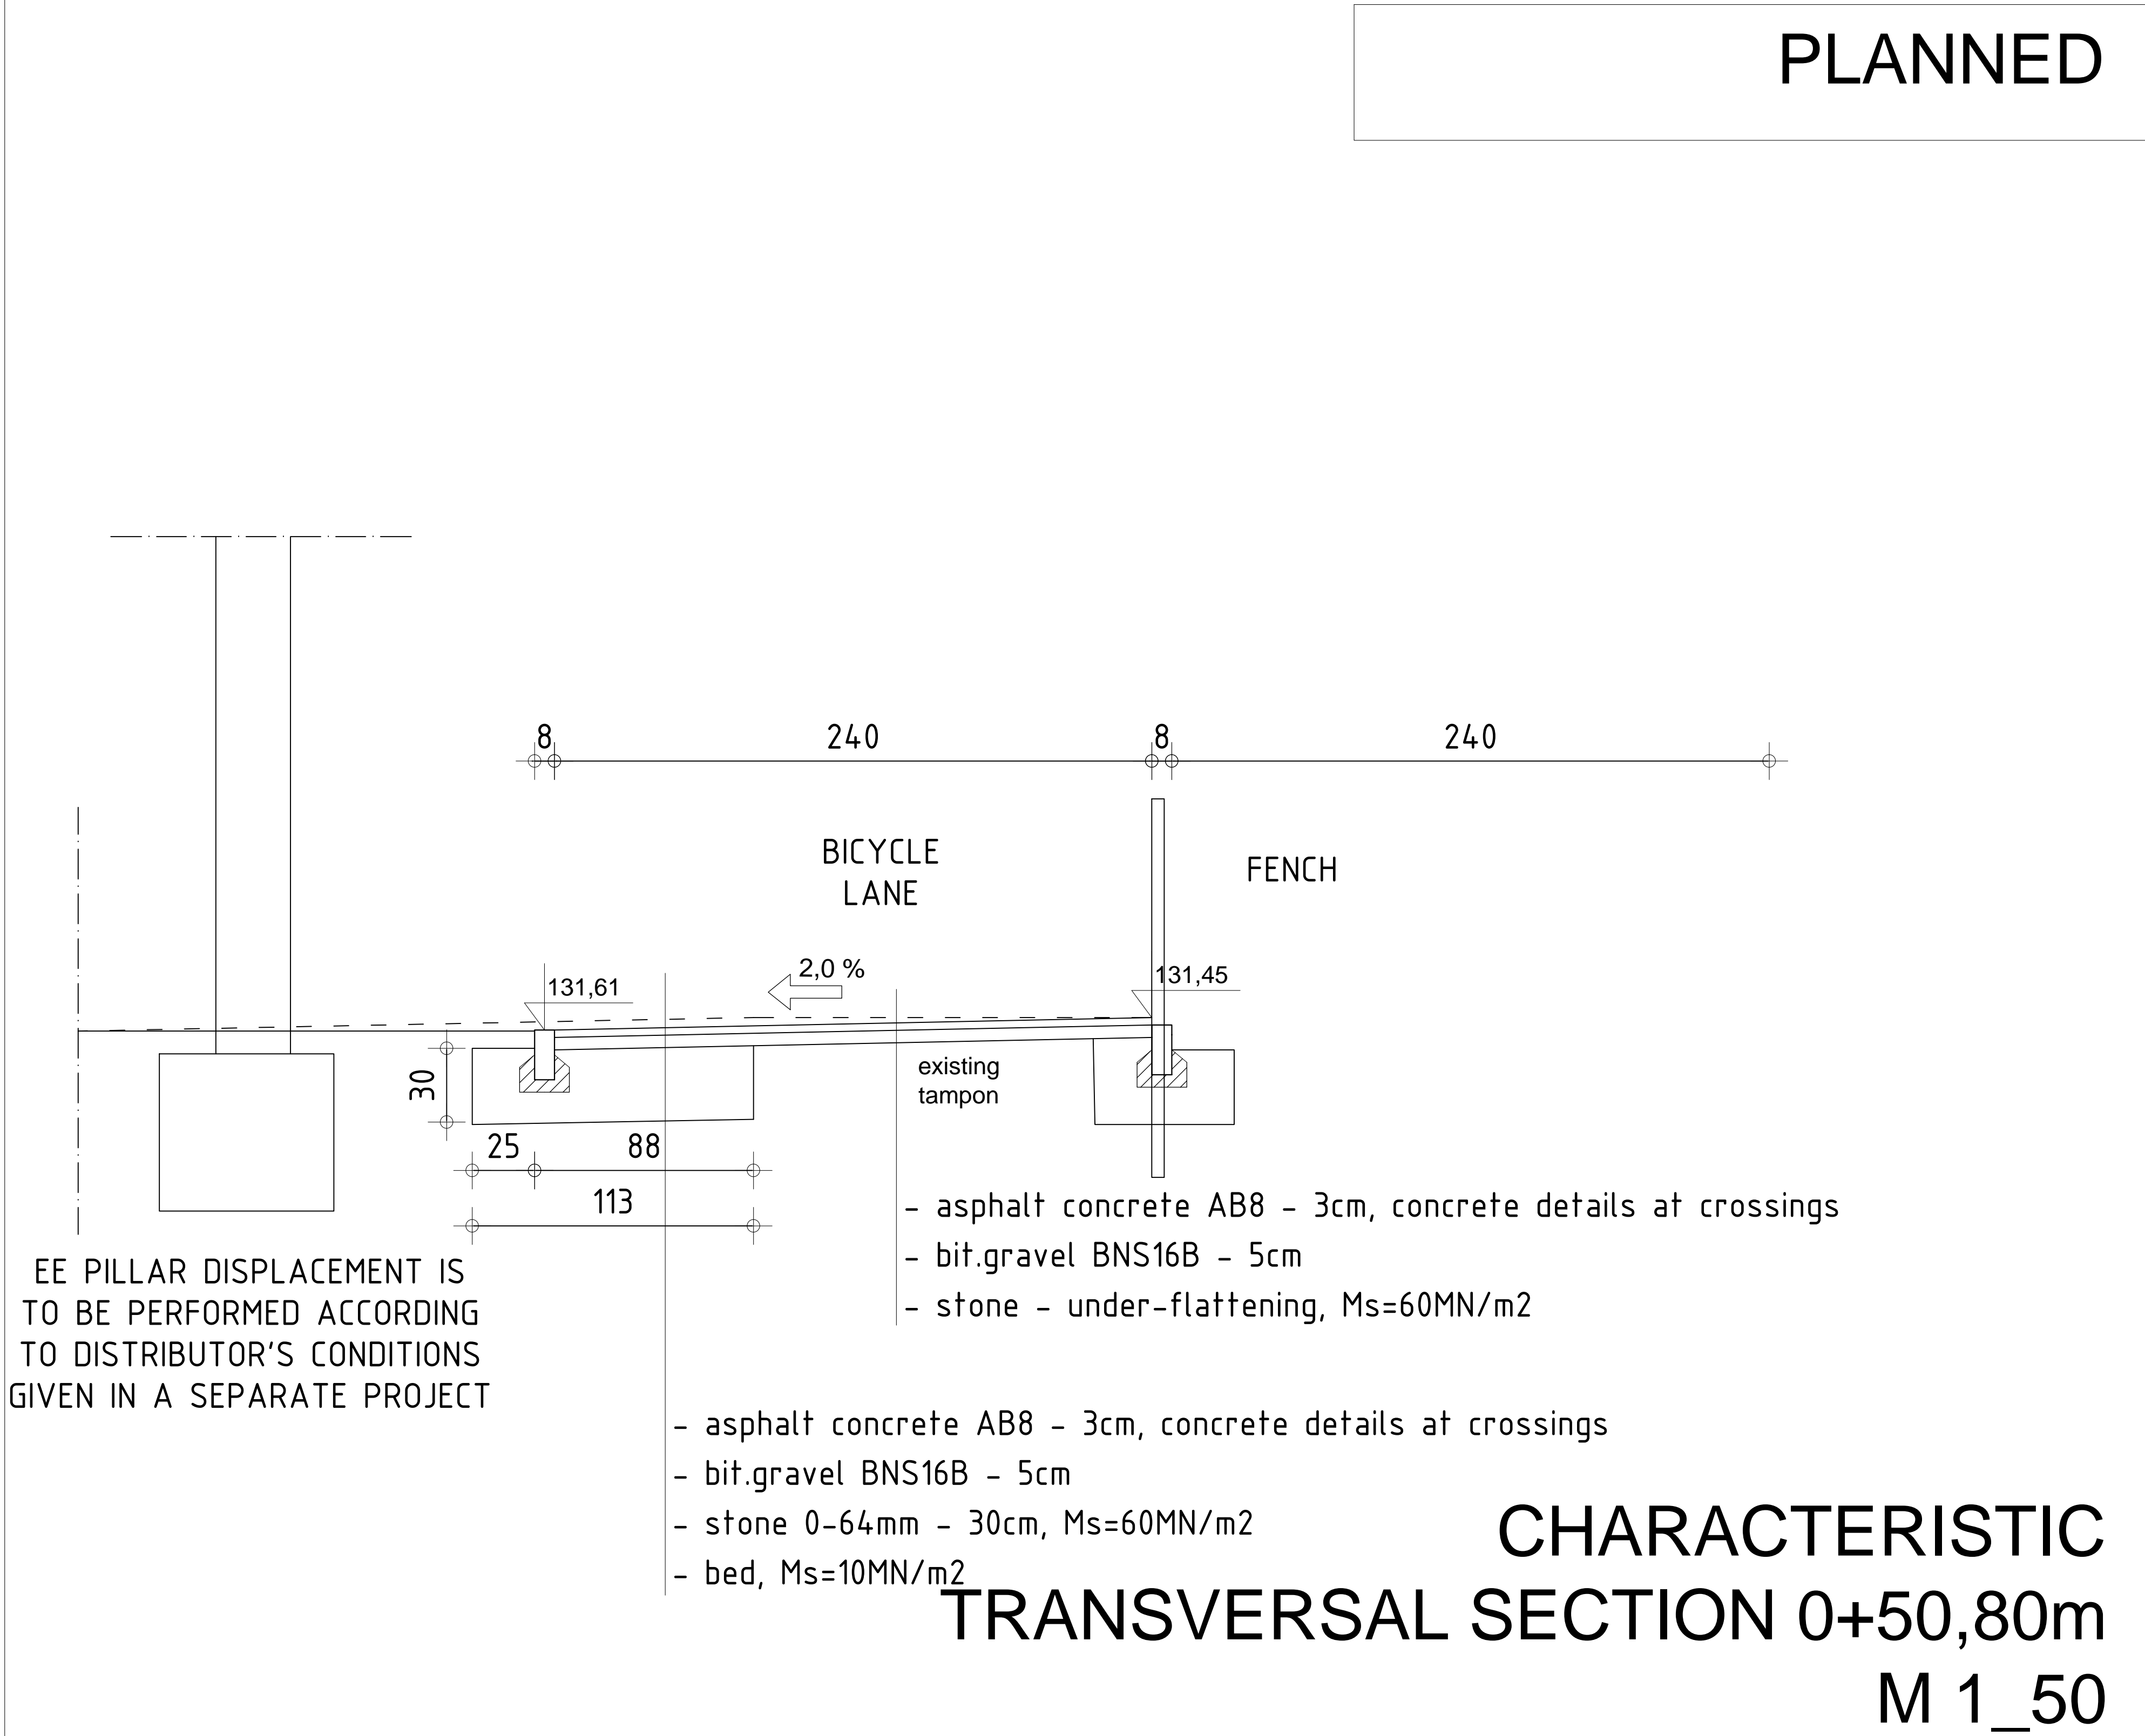 PLANNED
8
240
8
240
BICYCLE
LANE
FENCH
2,0 %
131,61
131,45
existing
tampon
30
25
88
113
- asphalt concrete AB8 - 3cm, concrete details at crossings
- bit.gravel BNS16B - 5cm
- stone - under-flattening, Ms=60MN/m2
EE PILLAR DISPLACEMENT IS
TO BE PERFORMED ACCORDING
TO DISTRIBUTOR'S CONDITIONS
GIVEN IN A SEPARATE PROJECT
- asphalt concrete AB8 - 3cm, concrete details at crossings
- bit.gravel BNS16B - 5cm
- stone 0-64mm - 30cm, Ms=60MN/m2
- bed, Ms=10MN/m2
CHARACTERISTIC
TRANSVERSAL SECTION 0+50,80m
M 1_50